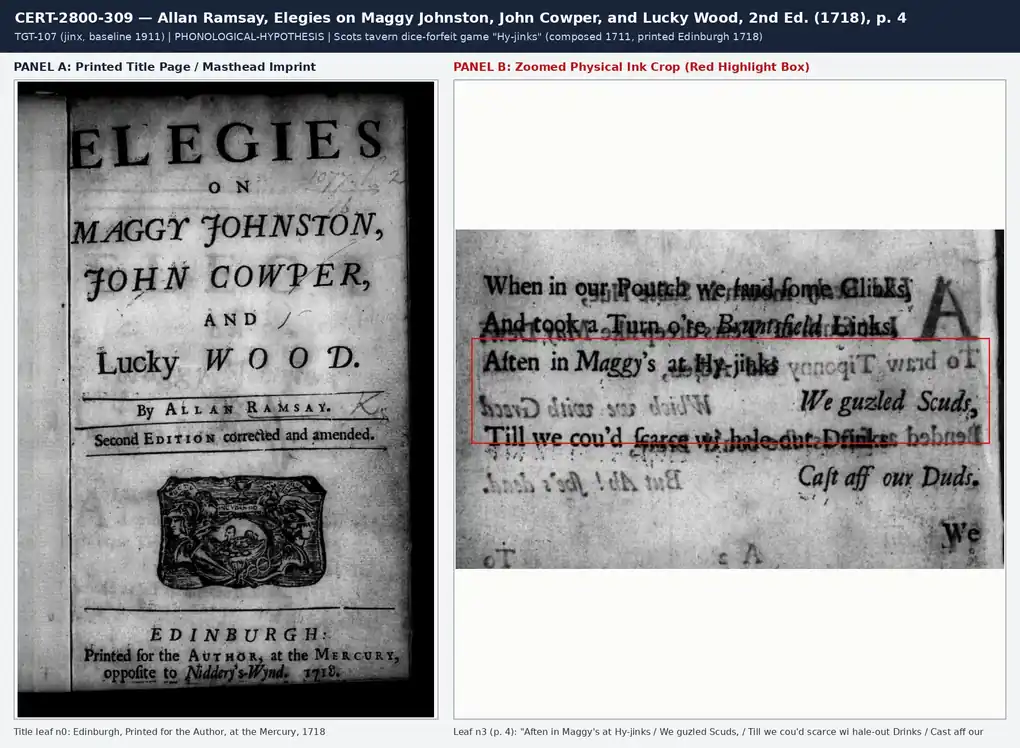 CERT-2800-309 — Allan Ramsay, Elegies on Maggy Johnston, John Cowper, and Lucky Wood, 2nd Ed. (1718), p. 4
TGT-107 (jinx, baseline 1911) | PHONOLOGICAL-HYPOTHESIS | Scots tavern dice-forfeit game "Hy-jinks" (composed 1711, printed Edinburgh 1718)
PANEL A: Printed Title Page / Masthead Imprint
ELEGIES
ON
MAGGY JOHNSTON,
JOHN COWPER,
AND
Lucky WOOD.
By ALLAN RAMSAY.
Second EDITION corrected and amended.
EDINBURGH:
Printed for the AUTHOR, at the MERCURY,
oppoſite to Niddery's-Wynd. 1718.
Title leaf n0: Edinburgh, Printed for the Author, at the Mercury, 1718
PANEL B: Zoomed Physical Ink Crop (Red Highlight Box)
When in our Poutch we fand ſome Clinks,
And took a Turn o're Bruntsfield Links,
Aften in Maggy's at Hy-jinks
We guzled Scuds,
Till we cou'd ſcarce wi hale-out Drinks
Caſt aff our Duds.
We
Leaf n3 (p. 4): "Aften in Maggy's at Hy-jinks / We guzled Scuds, / Till we cou'd scarce wi hale-out Drinks / Cast aff our